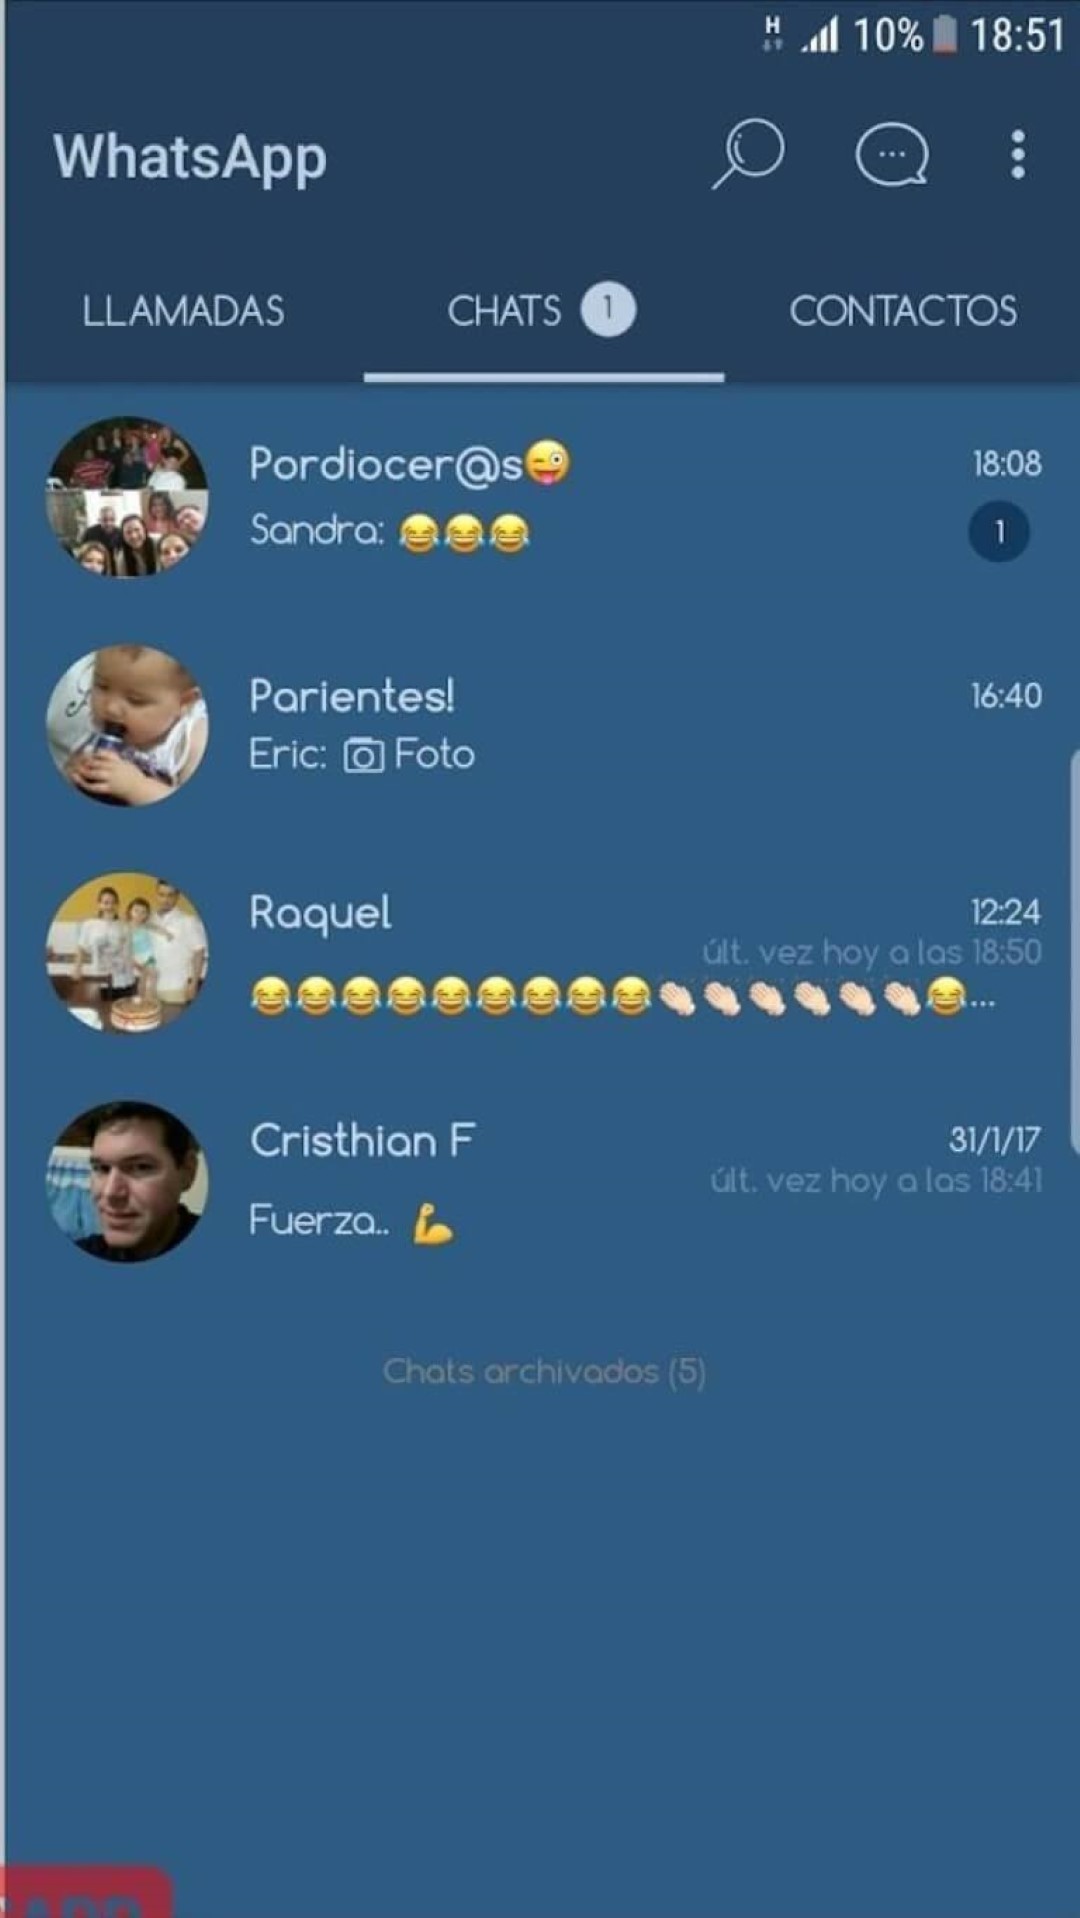 H 10% 18:51
WhatsApp
LLAMADAS CHATS 1 CONTACTOS
Pordiocer@s😜 18:08
Sandra: 😂😂😂 1
Parientes! 16:40
Eric: 📷 Foto
Raquel 12:24
últ. vez hoy a las 18:50
😂😂😂😂😂😂😂😂😂👏🏻👏🏻👏🏻👏🏻👏🏻👏🏻😂...
Cristhian F 31/1/17
últ. vez hoy a las 18:41
Fuerza.. 💪
Chats archivados (5)